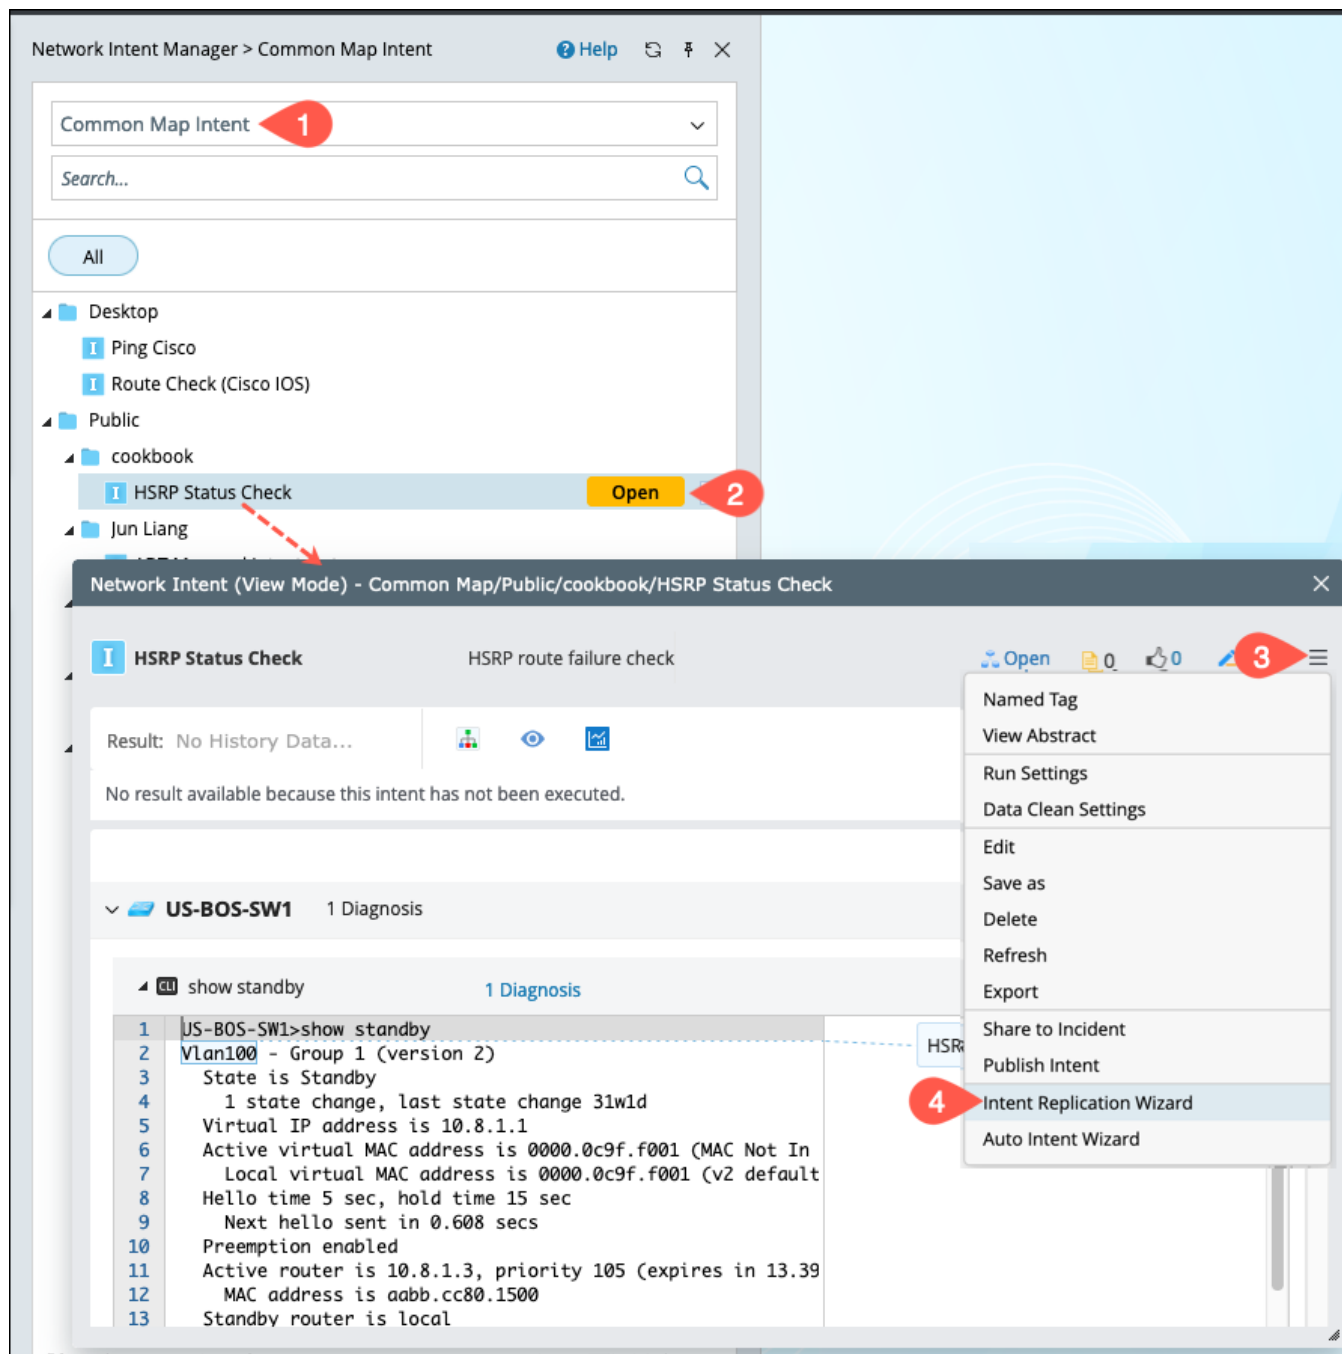 Network Intent Manager > Common Map Intent
? Help
Common Map Intent
1
Search...
All
Desktop
I Ping Cisco
I Route Check (Cisco IOS)
Public
cookbook
I HSRP Status Check
Open
2
Jun Liang
Network Intent (View Mode) - Common Map/Public/cookbook/HSRP Status Check
I HSRP Status Check
HSRP route failure check
Open
0
0
3
Named Tag
View Abstract
Run Settings
Data Clean Settings
Edit
Save as
Delete
Refresh
Export
Share to Incident
Publish Intent
4
Intent Replication Wizard
Auto Intent Wizard
Result: No History Data...
No result available because this intent has not been executed.
US-BOS-SW1 1 Diagnosis
CLI show standby 1 Diagnosis
1 US-BOS-SW1>show standby
2 Vlan100 - Group 1 (version 2)
3 State is Standby
4 1 state change, last state change 31w1d
5 Virtual IP address is 10.8.1.1
6 Active virtual MAC address is 0000.0c9f.f001 (MAC Not In
7 Local virtual MAC address is 0000.0c9f.f001 (v2 default
8 Hello time 5 sec, hold time 15 sec
9 Next hello sent in 0.608 secs
10 Preemption enabled
11 Active router is 10.8.1.3, priority 105 (expires in 13.39
12 MAC address is aabb.cc80.1500
13 Standby router is local